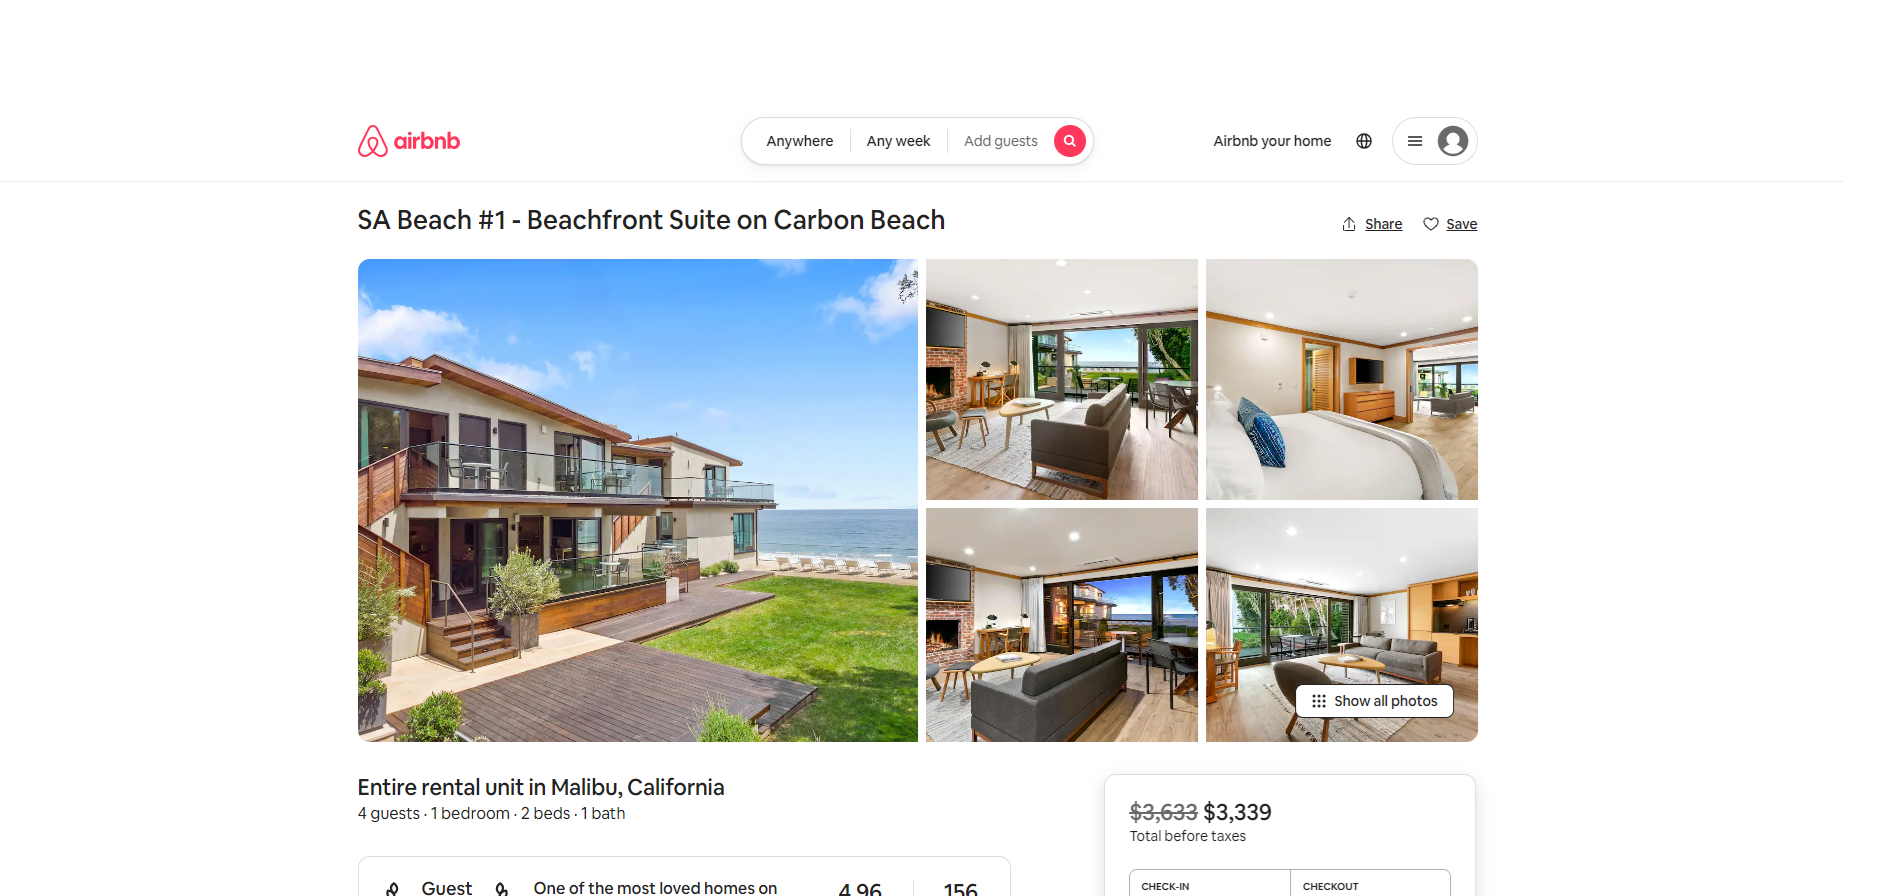 airbnb
Anywhere
Any week
Add guests
Airbnb your home
SA Beach #1 - Beachfront Suite on Carbon Beach
Share
Save
Show all photos
Entire rental unit in Malibu, California
4 guests · 1 bedroom · 2 beds · 1 bath
$3,633 $3,339
Total before taxes
CHECK-IN
CHECKOUT
Guest
One of the most loved homes on
4.96
156